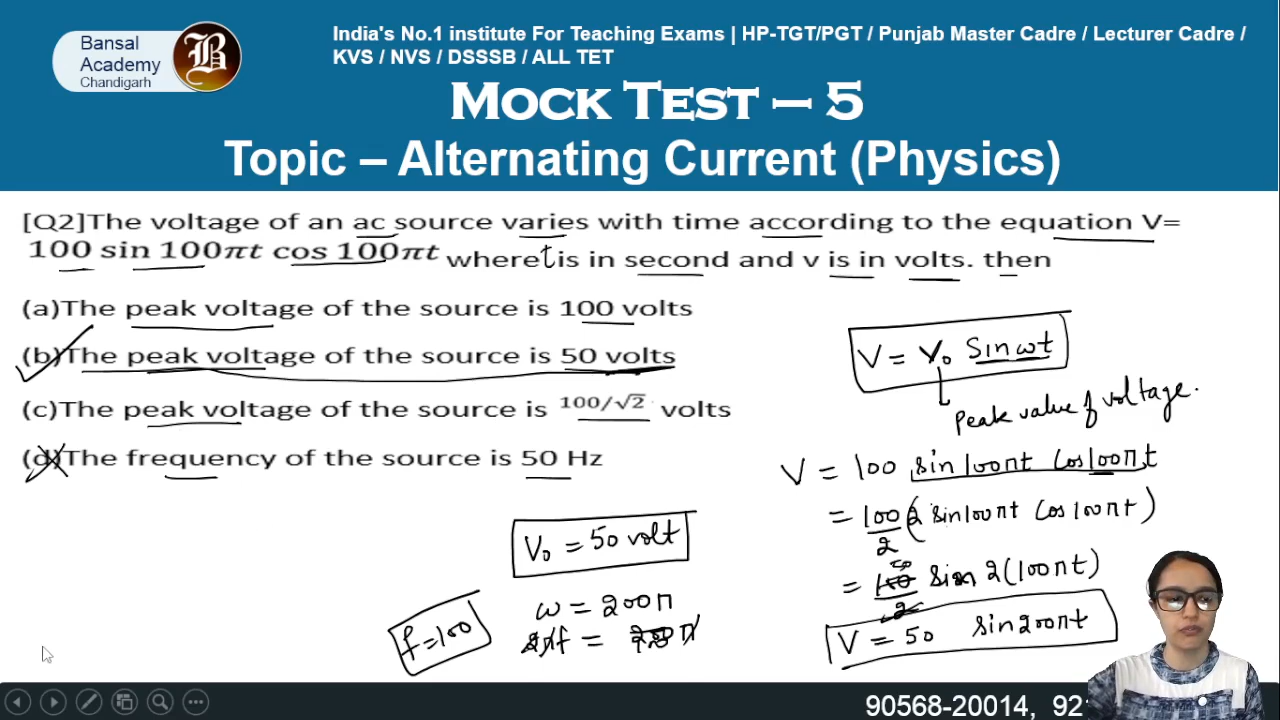 Bansal
Academy
Chandigarh
B
India's No.1 institute For Teaching Exams | HP-TGT/PGT / Punjab Master Cadre / Lecturer Cadre /
KVS / NVS / DSSSB / ALL TET
MOCK TEST – 5
Topic – Alternating Current (Physics)
[Q2]The voltage of an ac source varies with time according to the equation V=
100 sin 100πt cos 100πt where t is in second and v is in volts. then
(a)The peak voltage of the source is 100 volts
(b)The peak voltage of the source is 50 volts
(c)The peak voltage of the source is 100/√2 volts
(d)The frequency of the source is 50 Hz
V = V₀ Sinωt
Peak value of voltage.
V = 100 sin100πt cos100πt
= 100/2 (2 sin100πt cos100πt)
= 100/2 sin 2(100πt)
V = 50 sin200πt
V₀ = 50 volt
ω = 200π
2πf = 200π
f=100
90568-20014,